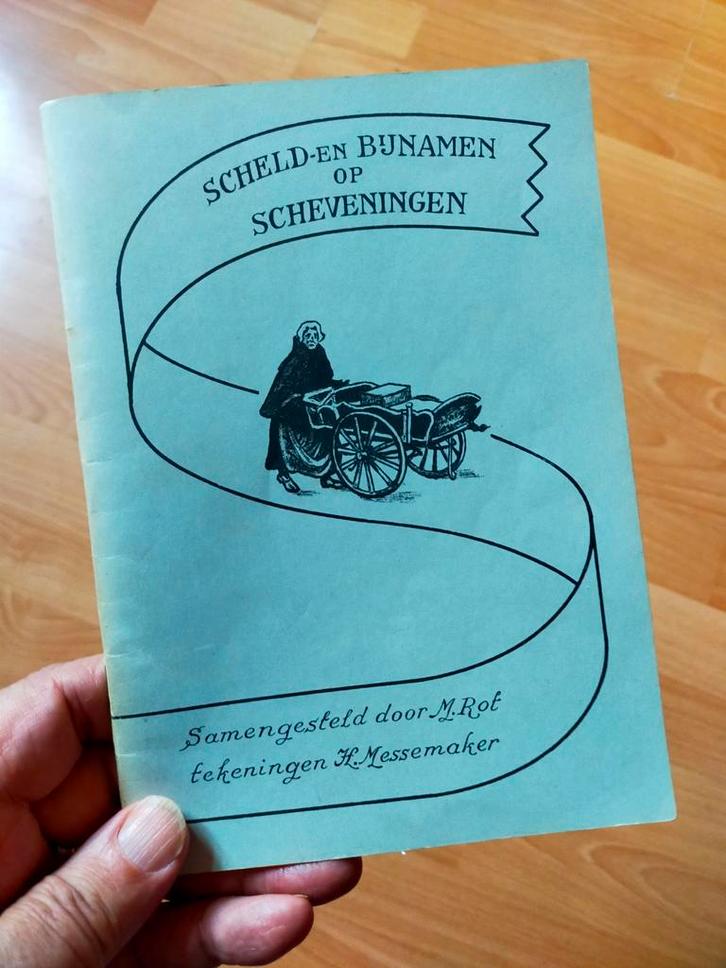 SCHELD-EN BIJNAMEN
OP
SCHEVENINGEN
Samengesteld door M. Rot
tekeningen H. Messemaker